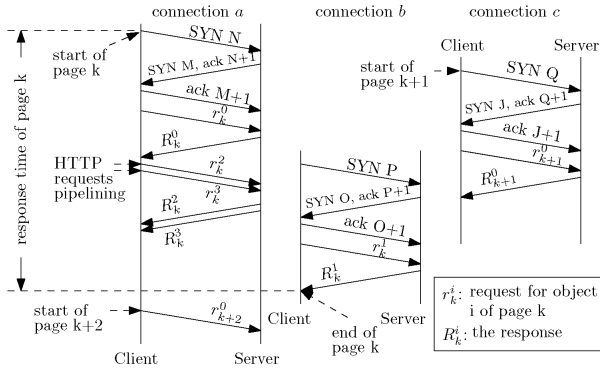 connection a
connection b
connection c
SYN N
start of
page k
SYN M, ack N+1
ack M+1
r_k^0
R_k^0
response time of page k
HTTP
requests
pipelining
r_k^2
r_k^3
R_k^2
R_k^3
start of
page k+2
r_{k+2}^0
Client
Server
SYN P
SYN O, ack P+1
ack O+1
r_k^1
R_k^1
Client
Server
end of
page k
Client
Server
start of
page k+1
SYN Q
SYN J, ack Q+1
ack J+1
r_{k+1}^0
R_{k+1}^0
r_k^i: request for object
i of page k
R_k^i: the response